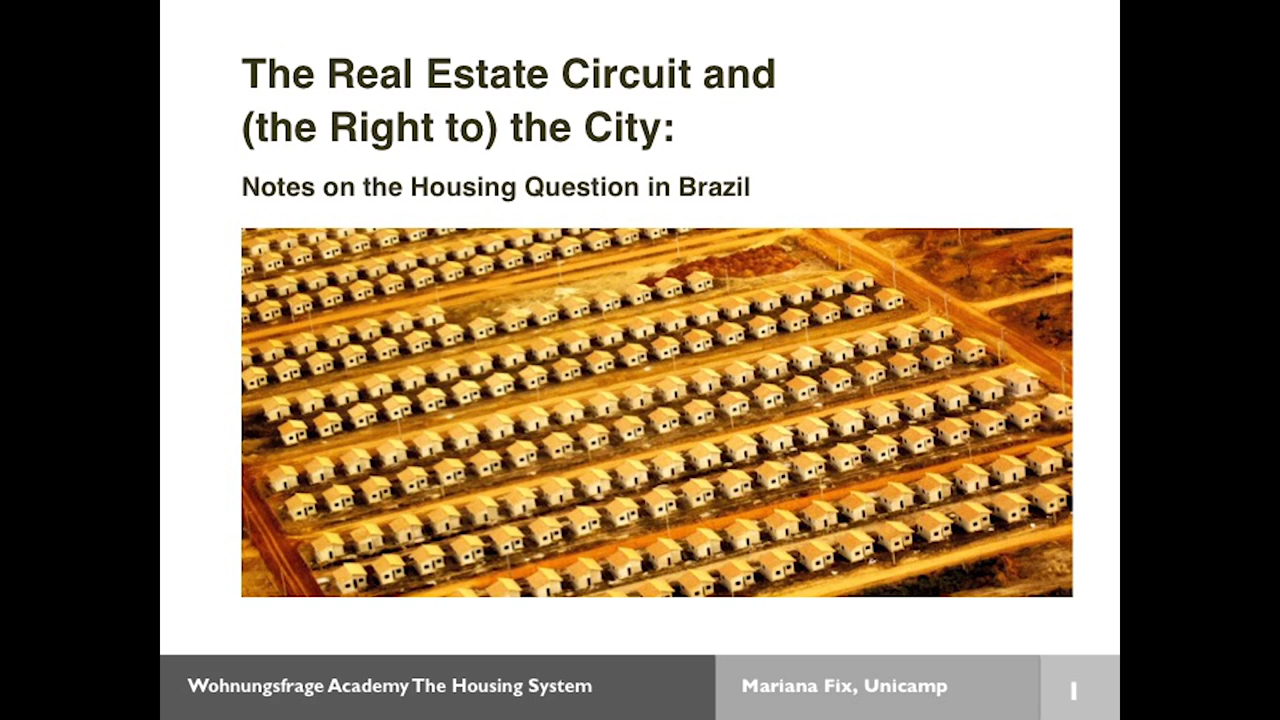 The Real Estate Circuit and
(the Right to) the City:
Notes on the Housing Question in Brazil
Wohnungsfrage Academy The Housing System
Mariana Fix, Unicamp
1